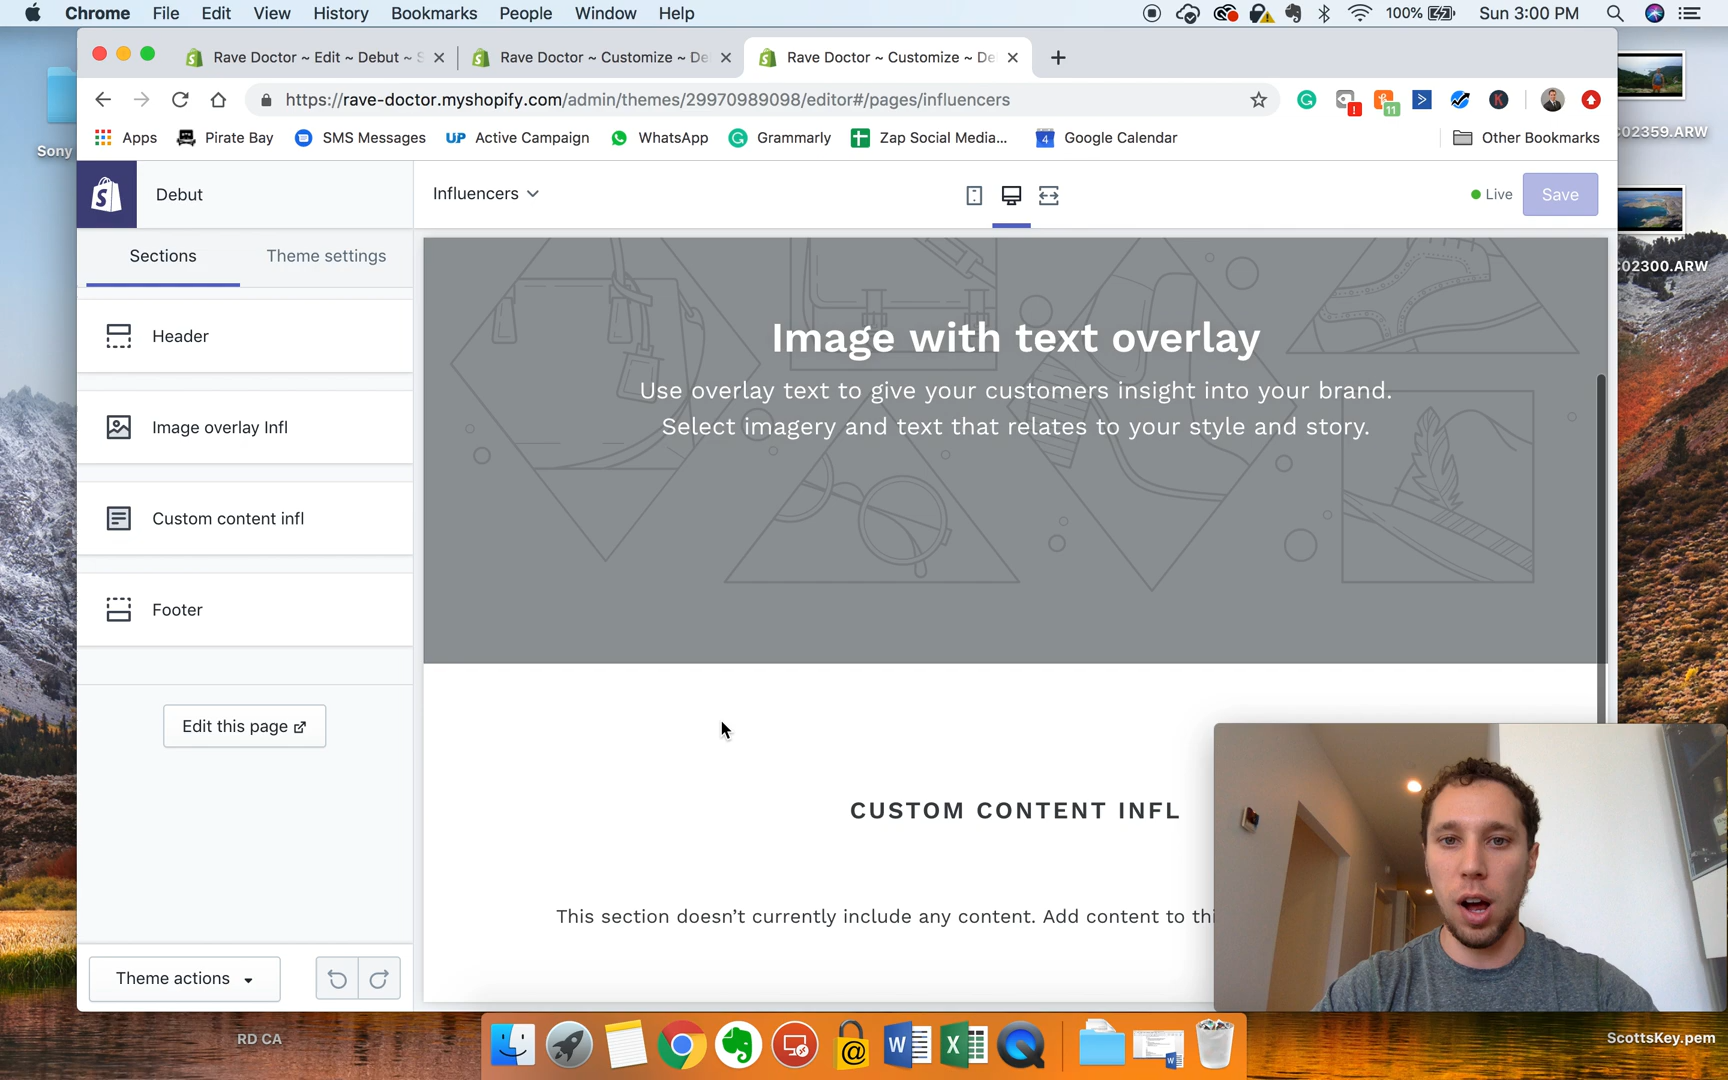 Chrome File Edit View History Bookmarks People Window Help 100% Sun 3:00 PM
Rave Doctor ~ Edit ~ Debut ~ S Rave Doctor ~ Customize ~ De Rave Doctor ~ Customize ~ De
https://rave-doctor.myshopify.com/admin/themes/29970989098/editor#/pages/influencers
Apps Pirate Bay SMS Messages UP Active Campaign WhatsApp Grammarly Zap Social Media... 4 Google Calendar Other Bookmarks
Sony
C02359.ARW
C02300.ARW
Debut
Influencers
Live
Save
Sections Theme settings
Header
Image overlay Infl
Custom content infl
Footer
Edit this page
Theme actions
Image with text overlay
Use overlay text to give your customers insight into your brand.
Select imagery and text that relates to your style and story.
CUSTOM CONTENT INFL
This section doesn't currently include any content. Add content to thi
RD CA
ScottsKey.pem